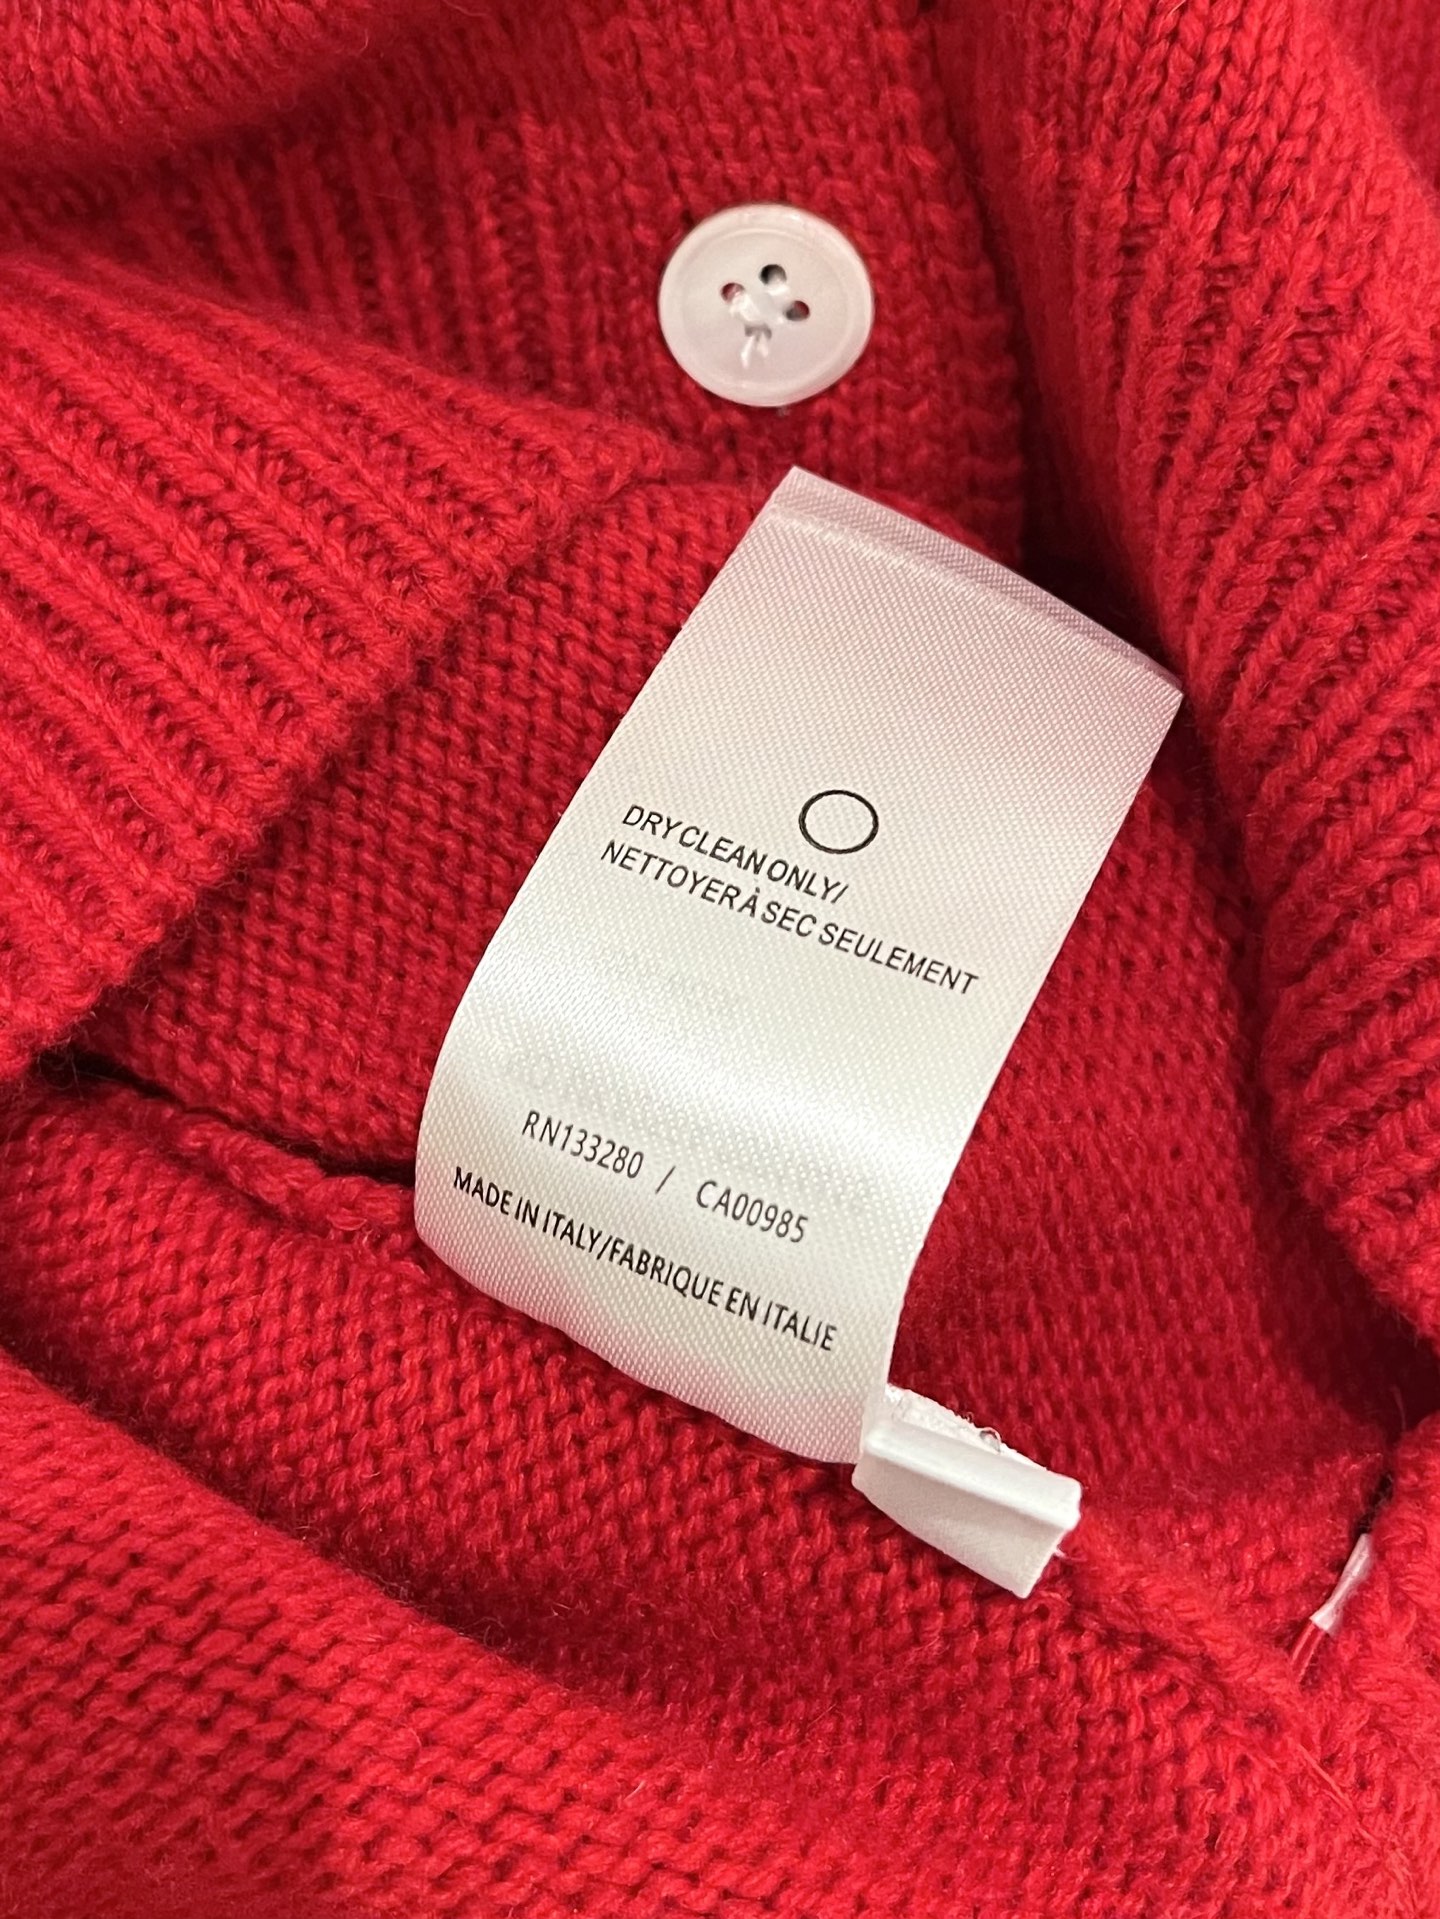 DRY CLEAN ONLY/
NETTOYER À SEC SEULEMENT
RN133280 / CA00985
MADE IN ITALY/FABRIQUE EN ITALIE